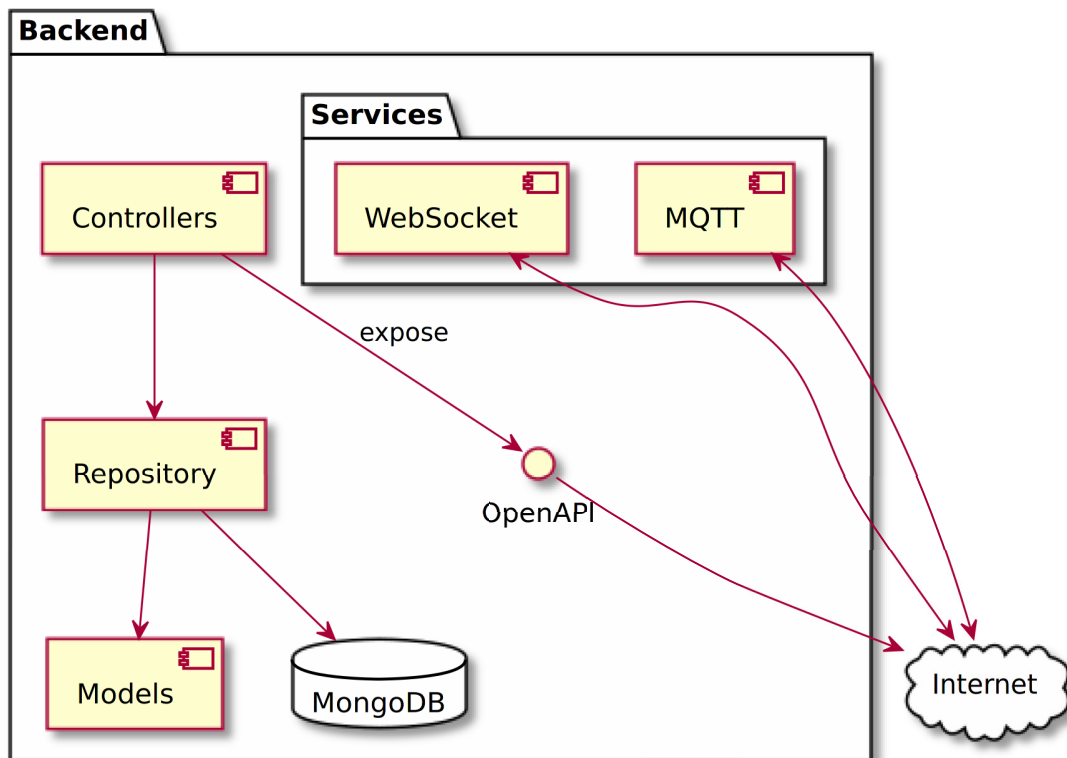 Backend
Services
Controllers
WebSocket
MQTT
expose
Repository
OpenAPI
Models
MongoDB
Internet